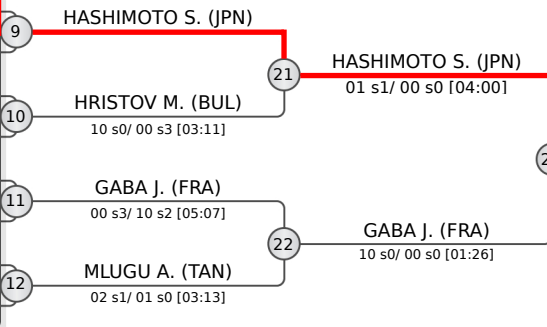 HASHIMOTO S. (JPN)
9
HASHIMOTO S. (JPN)
21
01 s1/ 00 s0 [04:00]
HRISTOV M. (BUL)
10
10 s0/ 00 s3 [03:11]
GABA J. (FRA)
11
00 s3/ 10 s2 [05:07]
GABA J. (FRA)
22
10 s0/ 00 s0 [01:26]
MLUGU A. (TAN)
12
02 s1/ 01 s0 [03:13]